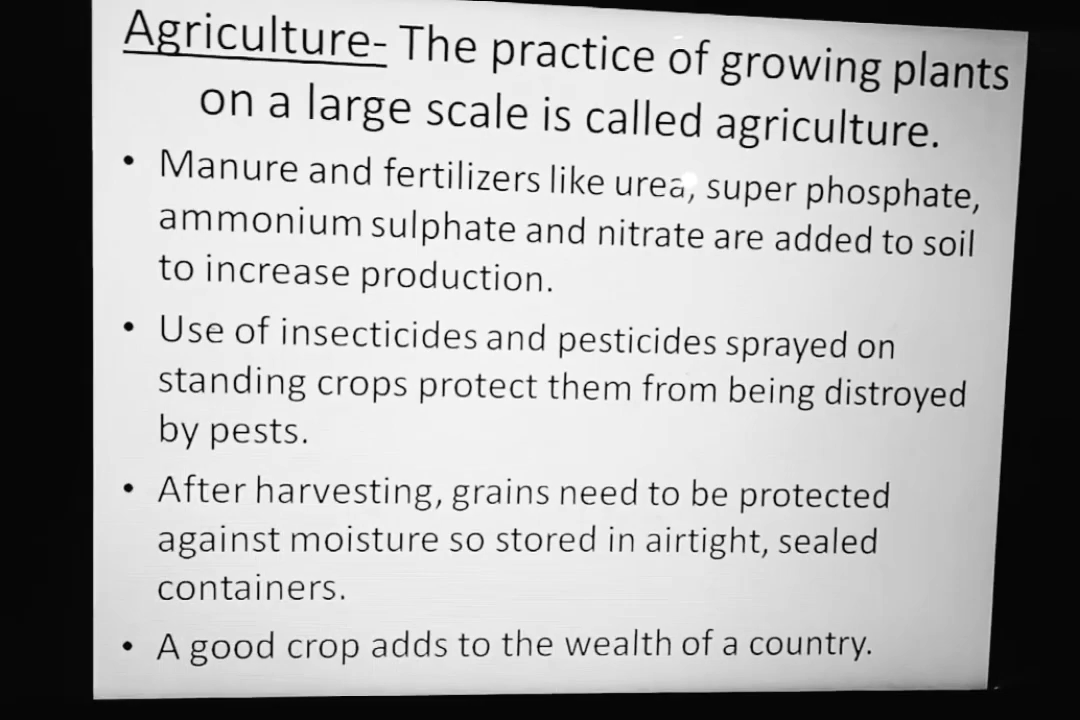 Agriculture- The practice of growing plants
on a large scale is called agriculture.
• Manure and fertilizers like urea, super phosphate,
ammonium sulphate and nitrate are added to soil
to increase production.
• Use of insecticides and pesticides sprayed on
standing crops protect them from being distroyed
by pests.
• After harvesting, grains need to be protected
against moisture so stored in airtight, sealed
containers.
• A good crop adds to the wealth of a country.